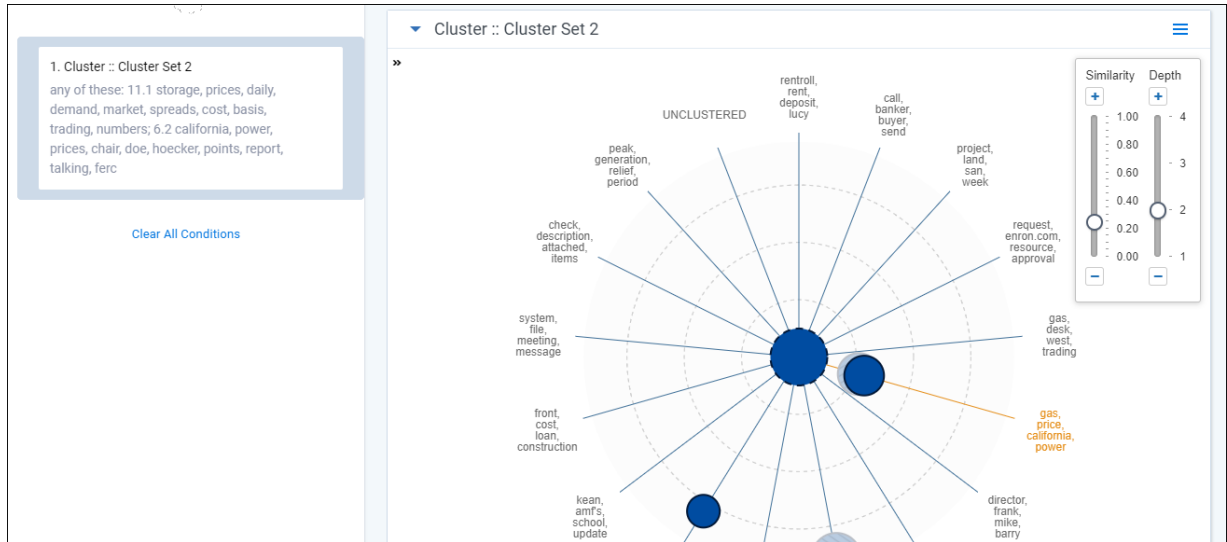 1. Cluster :: Cluster Set 2
any of these: 11.1 storage, prices, daily,
demand, market, spreads, cost, basis,
trading, numbers; 6.2 california, power,
prices, chair, doe, hoecker, points, report,
talking, ferc
Clear All Conditions
Cluster :: Cluster Set 2
»
Similarity Depth
+ +
1.00
0.80
0.60
0.40
0.20
0.00
4
3
2
1
− −
UNCLUSTERED
rentroll,
rent,
deposit,
lucy
call,
banker,
buyer,
send
project,
land,
san,
week
request,
enron.com,
resource,
approval
gas,
desk,
west,
trading
gas,
price,
california,
power
director,
frank,
mike,
barry
peak,
generation,
relief,
period
check,
description,
attached,
items
system,
file,
meeting,
message
front,
cost,
loan,
construction
kean,
amf's,
school,
update